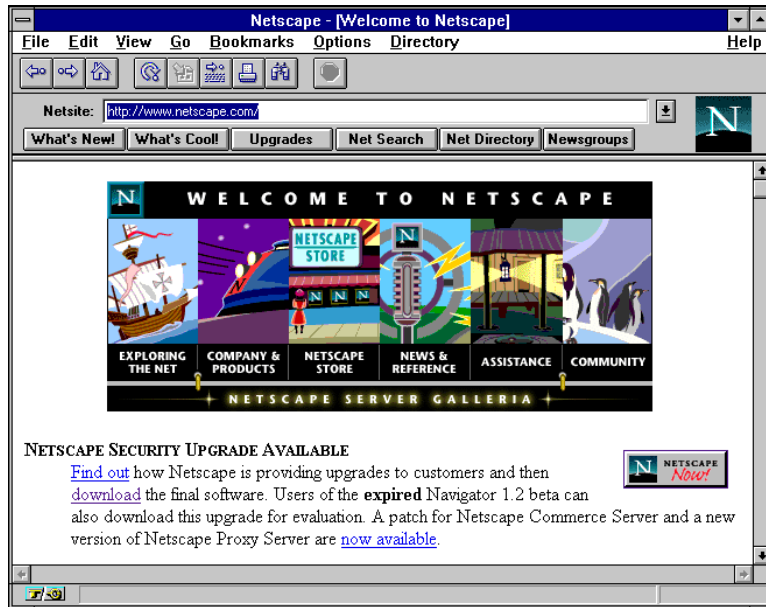 Netscape - [Welcome to Netscape]
File Edit View Go Bookmarks Options Directory Help
Netsite: http://www.netscape.com/
N
What's New! What's Cool! Upgrades Net Search Net Directory Newsgroups
N WELCOME TO NETSCAPE
NETSCAPE
STORE
N
N N N
EXPLORING THE NET
COMPANY & PRODUCTS
NETSCAPE STORE
NEWS & REFERENCE
ASSISTANCE
COMMUNITY
NETSCAPE SERVER GALLERIA
NETSCAPE SECURITY UPGRADE AVAILABLE
N NETSCAPE
Now!
Find out how Netscape is providing upgrades to customers and then
download the final software. Users of the expired Navigator 1.2 beta can
also download this upgrade for evaluation. A patch for Netscape Commerce Server and a new
version of Netscape Proxy Server are now available.